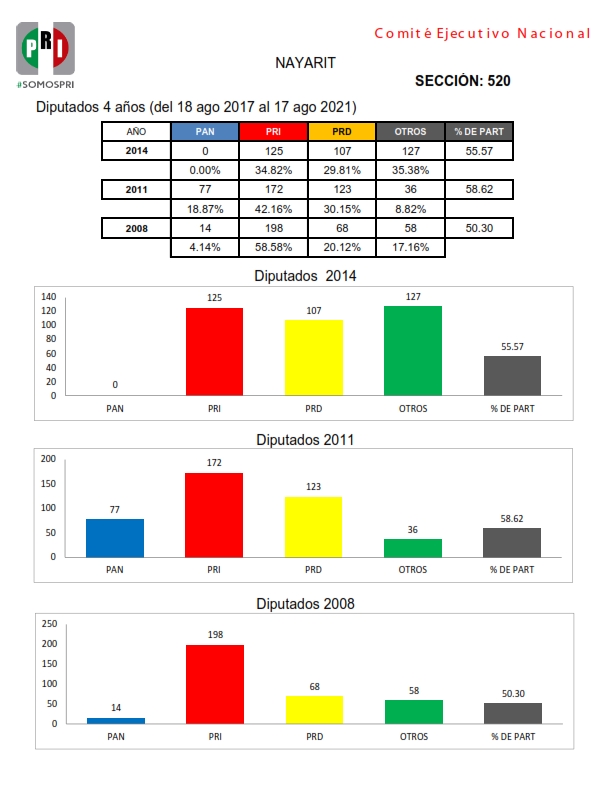 Comité Ejecutivo Nacional
PRI
#SOMOSPRI
NAYARIT
SECCIÓN: 520
Diputados 4 años (del 18 ago 2017 al 17 ago 2021)
AÑO PAN PRI PRD OTROS % DE PART
2014 0 125 107 127 55.57
0.00% 34.82% 29.81% 35.38%
2011 77 172 123 36 58.62
18.87% 42.16% 30.15% 8.82%
2008 14 198 68 58 50.30
4.14% 58.58% 20.12% 17.16%
Diputados 2014
140
120
100
80
60
40
20
0
0 125 107 127 55.57
PAN PRI PRD OTROS % DE PART
Diputados 2011
200
150
100
50
0
77 172 123 36 58.62
PAN PRI PRD OTROS % DE PART
Diputados 2008
250
200
150
100
50
0
14 198 68 58 50.30
PAN PRI PRD OTROS % DE PART